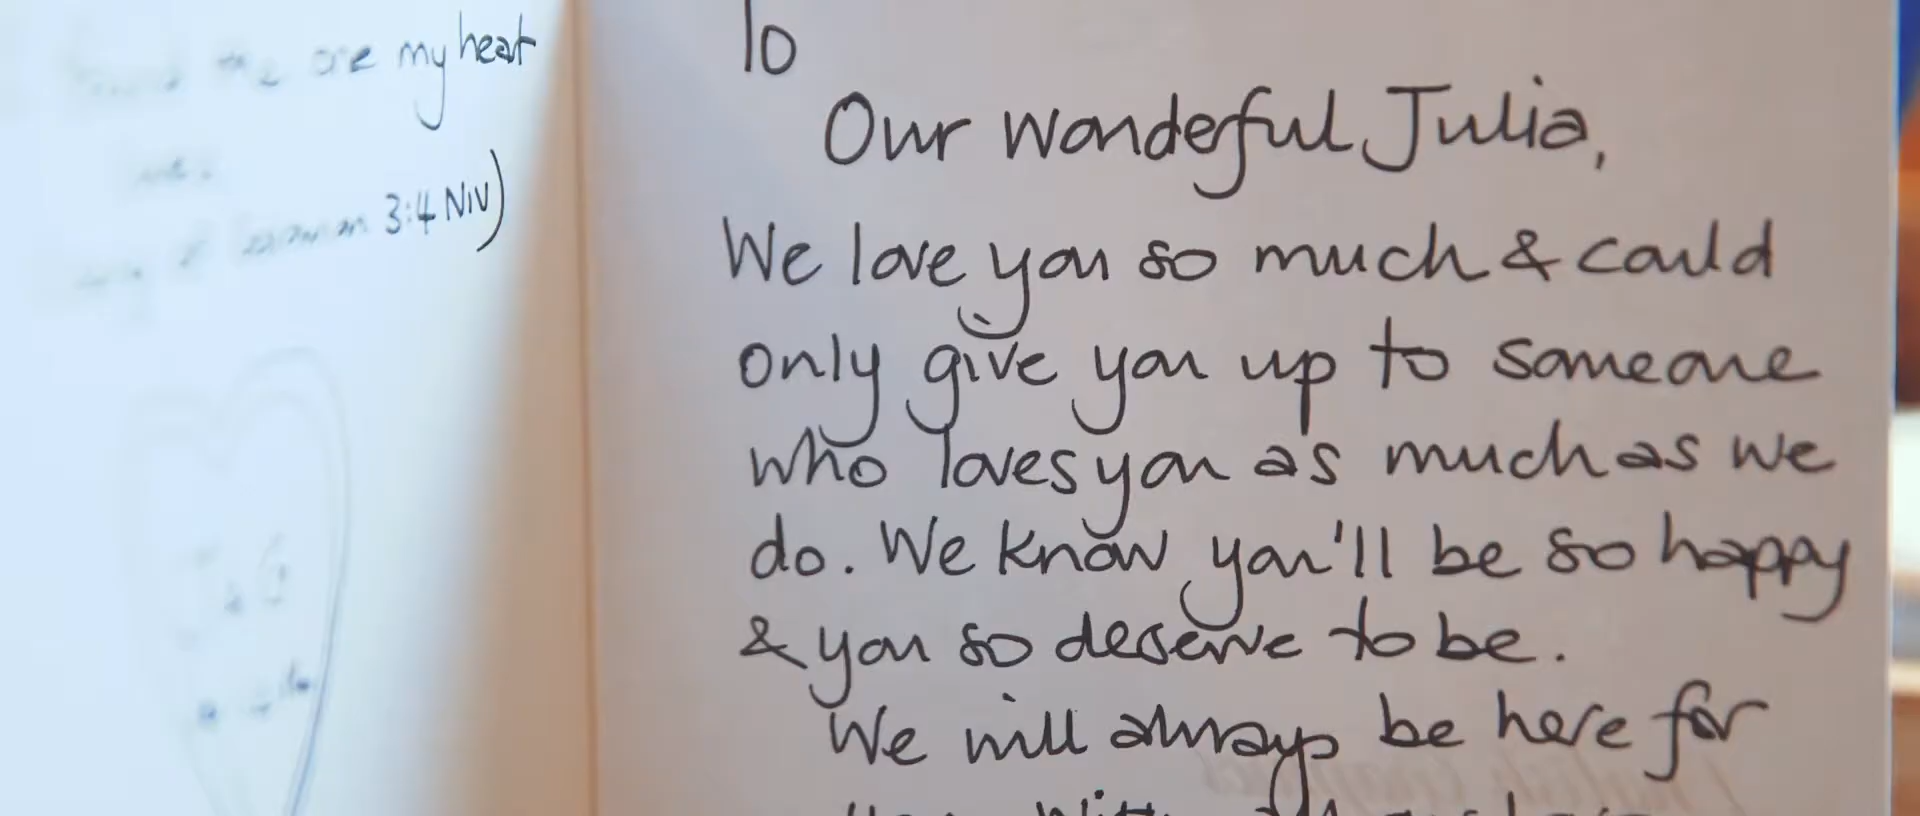 the one my heart
3:4 NIV)
To
Our wonderful Julia,
We love you so much & could
only give you up to someone
who loves you as much as we
do. We know you'll be so happy
& you so deserve to be.
We will always be here for